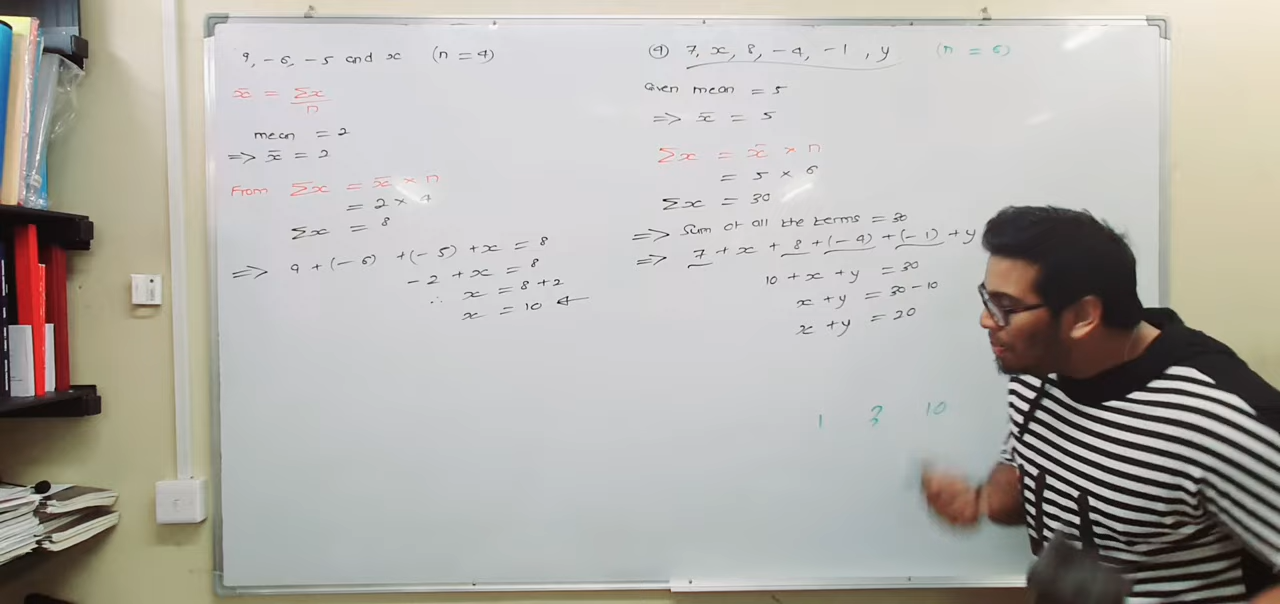 9, -6, -5 and x (n = 4)
x̄ = Σx / n
mean = 2
=> x̄ = 2
From Σx = x̄ × n
= 2 × 4
Σx = 8
=> 9 + (-6) + (-5) + x = 8
-2 + x = 8
∴ x = 8 + 2
x = 10 ←
④ 7, x, 8, -4, -1, y (n = 6)
Given mean = 5
=> x̄ = 5
Σx = x̄ × n
= 5 × 6
Σx = 30
=> Sum of all the terms = 30
=> 7 + x + 8 + (-4) + (-1) + y
10 + x + y = 30
x + y = 30 - 10
x + y = 20
1 ? 10